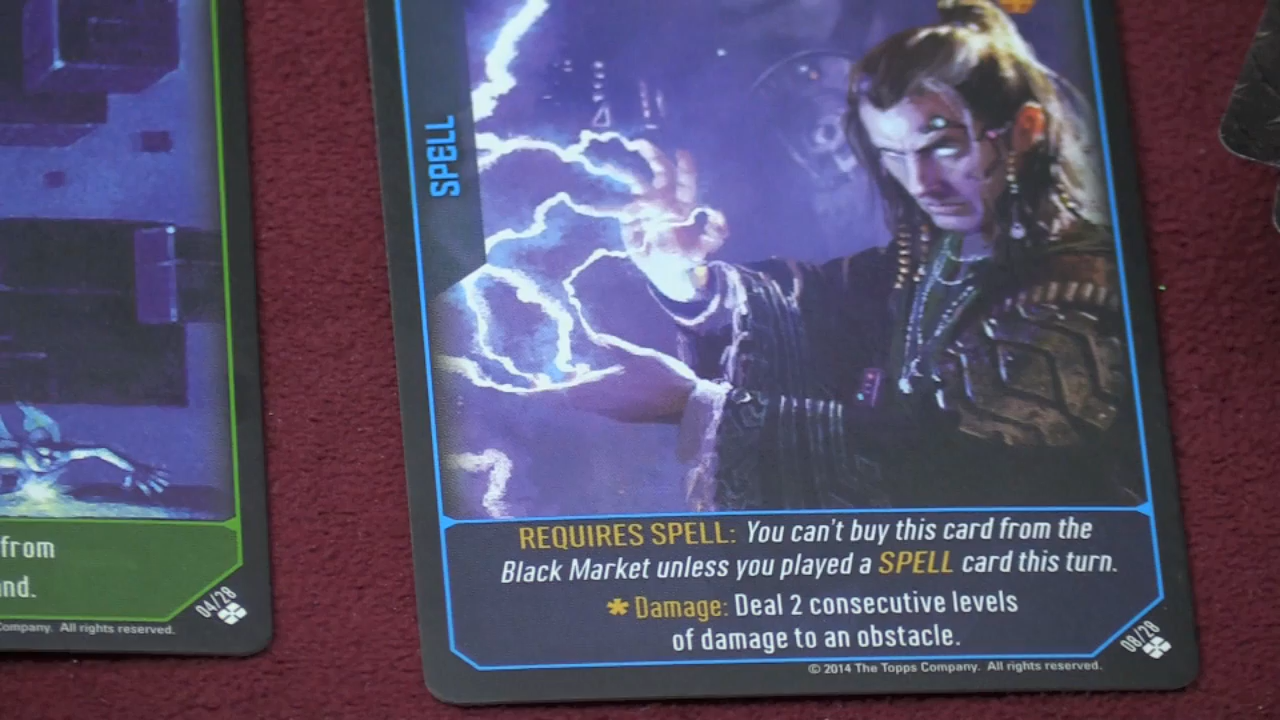 SPELL
REQUIRES SPELL: You can't buy this card from the
Black Market unless you played a SPELL card this turn.
* Damage: Deal 2 consecutive levels
of damage to an obstacle.
08/28
© 2014 The Topps Company. All rights reserved.
from
nd.
04/28
Company. All rights reserved.